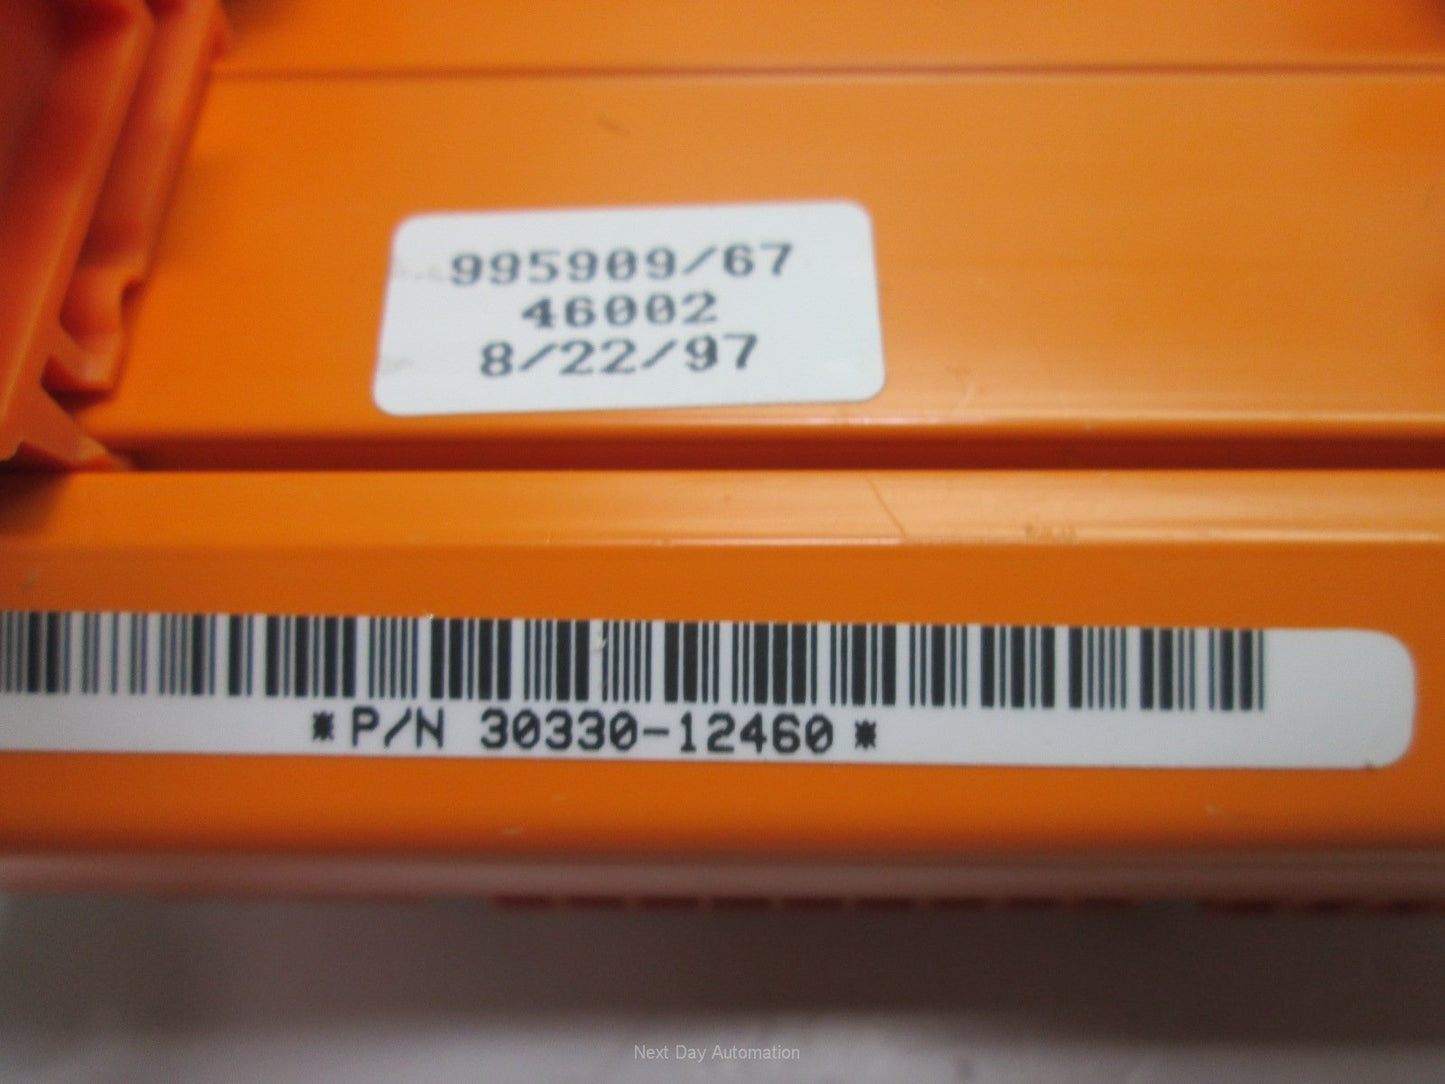 995909/67
46002
8/22/97
*P/N 30330-12460*
Next Day Automation